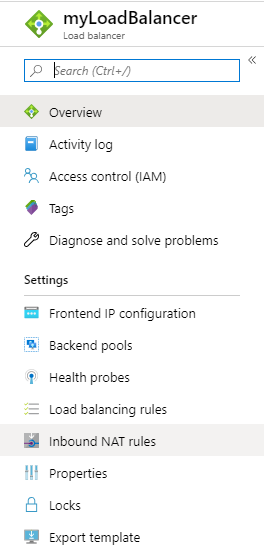 myLoadBalancer
Load balancer
Search (Ctrl+/)
Overview
Activity log
Access control (IAM)
Tags
Diagnose and solve problems
Settings
Frontend IP configuration
Backend pools
Health probes
Load balancing rules
Inbound NAT rules
Properties
Locks
Export template